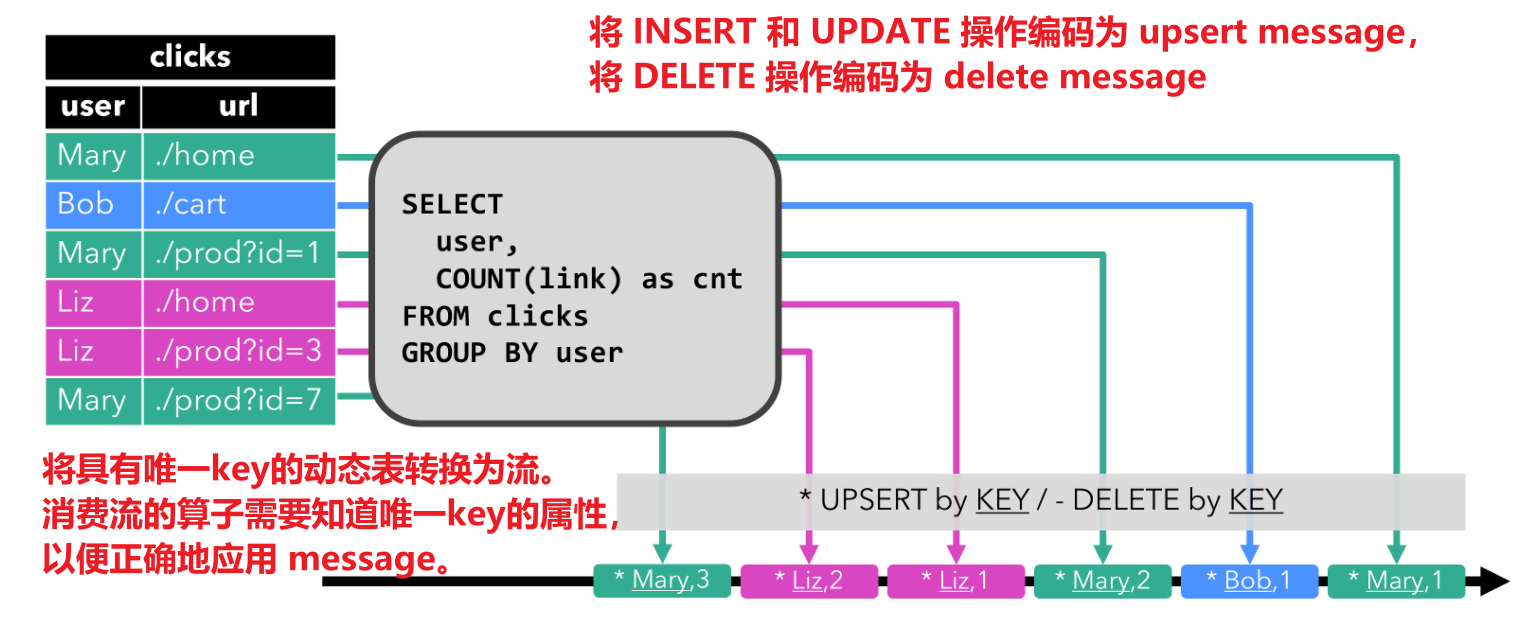 将 INSERT 和 UPDATE 操作编码为 upsert message，
将 DELETE 操作编码为 delete message
clicks
user url
Mary ./home
Bob ./cart
Mary ./prod?id=1
Liz ./home
Liz ./prod?id=3
Mary ./prod?id=7
SELECT
user,
COUNT(link) as cnt
FROM clicks
GROUP BY user
将具有唯一key的动态表转换为流。
消费流的算子需要知道唯一key的属性，
以便正确地应用 message。
* UPSERT by KEY / - DELETE by KEY
* Mary,3
* Liz,2
* Liz,1
* Mary,2
* Bob,1
* Mary,1